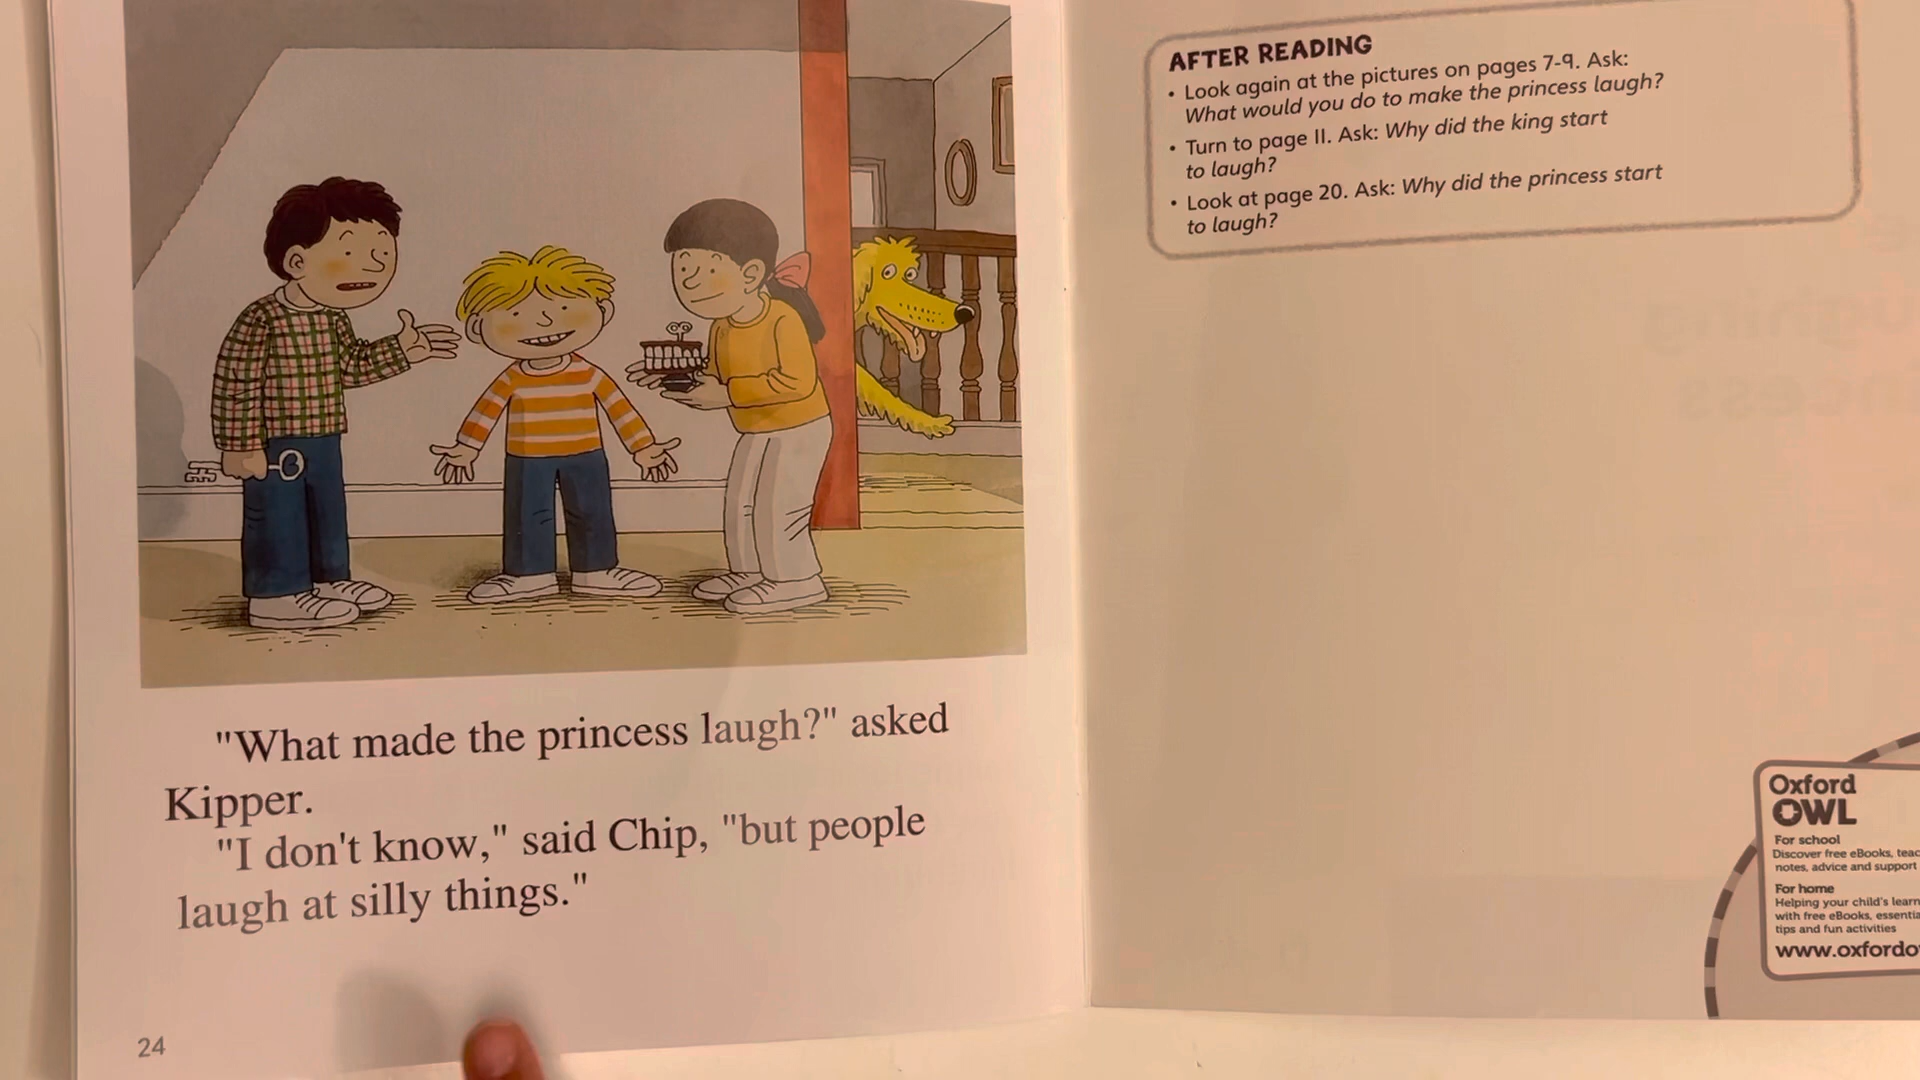 "What made the princess laugh?" asked
Kipper.
"I don't know," said Chip, "but people
laugh at silly things."
24
AFTER READING
• Look again at the pictures on pages 7-9. Ask:
What would you do to make the princess laugh?
• Turn to page II. Ask: Why did the king start
to laugh?
• Look at page 20. Ask: Why did the princess start
to laugh?
Oxford
OWL
For school
Discover free eBooks,
notes, advice and support
For home
Helping your child's
with free eBooks,
tips and fun activities